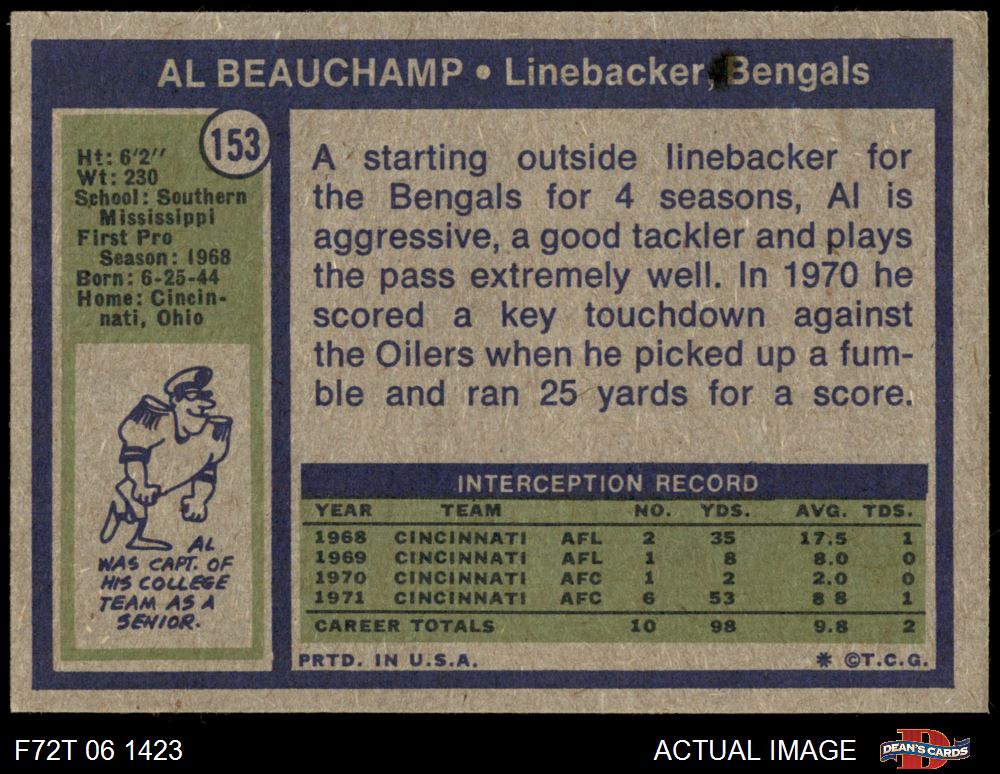 AL BEAUCHAMP • Linebacker, Bengals
153
Ht: 6'2''
Wt: 230
School: Southern
Mississippi
First Pro
Season: 1968
Born: 6-25-44
Home: Cincin-
nati, Ohio
AL
WAS CAPT. OF
HIS COLLEGE
TEAM AS A
SENIOR.
A starting outside linebacker for
the Bengals for 4 seasons, Al is
aggressive, a good tackler and plays
the pass extremely well. In 1970 he
scored a key touchdown against
the Oilers when he picked up a fum-
ble and ran 25 yards for a score.
INTERCEPTION RECORD
YEAR TEAM NO. YDS. AVG. TDS.
1968 CINCINNATI AFL 2 35 17.5 1
1969 CINCINNATI AFL 1 8 8.0 0
1970 CINCINNATI AFC 1 2 2.0 0
1971 CINCINNATI AFC 6 53 8 8 1
CAREER TOTALS 10 98 9.8 2
PRTD. IN U.S.A. * ©T.C.G.
F72T 06 1423 ACTUAL IMAGE D DEAN'S CARDS